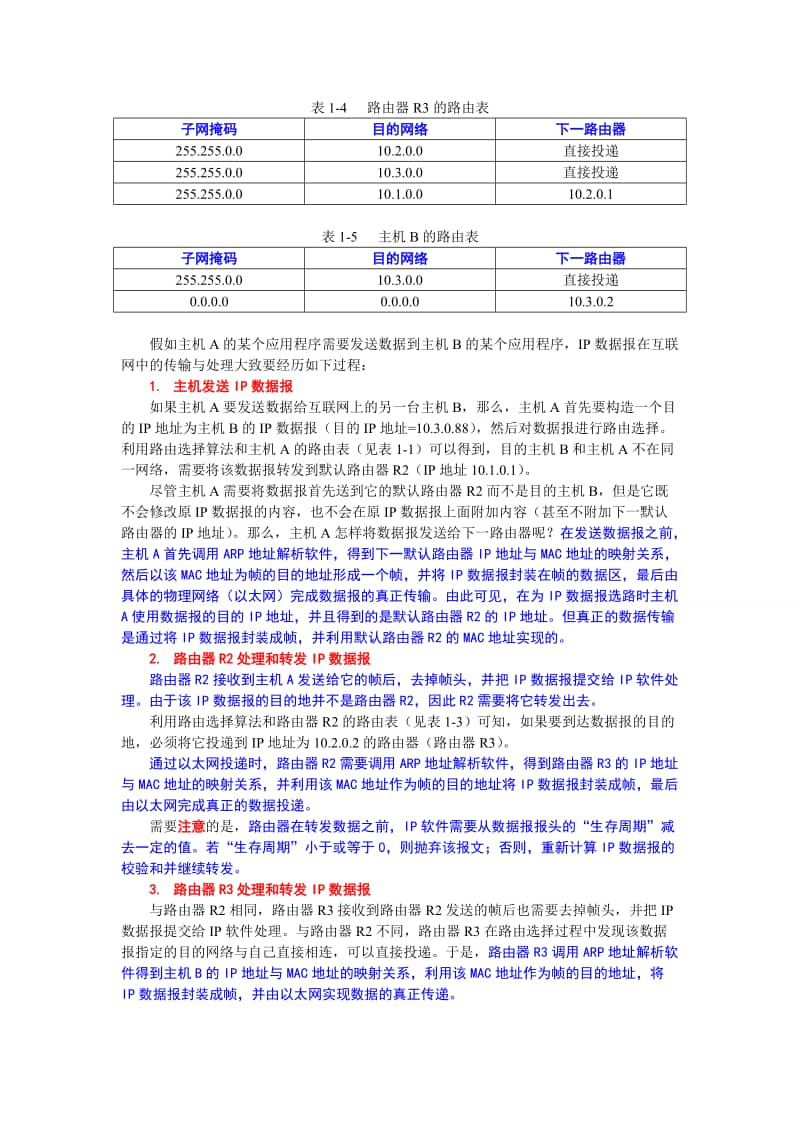 表 1-4 路由器 R3 的路由表
子网掩码 目的网络 下一路由器
255.255.0.0 10.2.0.0 直接投递
255.255.0.0 10.3.0.0 直接投递
255.255.0.0 10.1.0.0 10.2.0.1
表 1-5 主机 B 的路由表
子网掩码 目的网络 下一路由器
255.255.0.0 10.3.0.0 直接投递
0.0.0.0 0.0.0.0 10.3.0.2
假如主机 A 的某个应用程序需要发送数据到主机 B 的某个应用程序，IP 数据报在互联
网中的传输与处理大致要经历如下过程：
1. 主机发送 IP 数据报
如果主机 A 要发送数据给互联网上的另一台主机 B，那么，主机 A 首先要构造一个目
的 IP 地址为主机 B 的 IP 数据报（目的 IP 地址=10.3.0.88），然后对数据报进行路由选择。
利用路由选择算法和主机 A 的路由表（见表 1-1）可以得到，目的主机 B 和主机 A 不在同
一网络，需要将该数据报转发到默认路由器 R2（IP 地址 10.1.0.1）。
尽管主机 A 需要将数据报首先送到它的默认路由器 R2 而不是目的主机 B，但是它既
不会修改原 IP 数据报的内容，也不会在原 IP 数据报上面附加内容（甚至不附加下一默认
路由器的 IP 地址）。那么，主机 A 怎样将数据报发送给下一路由器呢？在发送数据报之前，
主机 A 首先调用 ARP 地址解析软件，得到下一默认路由器 IP 地址与 MAC 地址的映射关系，
然后以该 MAC 地址为帧的目的地址形成一个帧，并将 IP 数据报封装在帧的数据区，最后由
具体的物理网络（以太网）完成数据报的真正传输。由此可见，在为 IP 数据报选路时主机
A 使用数据报的目的 IP 地址，并且得到的是默认路由器 R2 的 IP 地址。但真正的数据传输
是通过将 IP 数据报封装成帧，并利用默认路由器 R2 的 MAC 地址实现的。
2. 路由器 R2 处理和转发 IP 数据报
路由器 R2 接收到主机 A 发送给它的帧后，去掉帧头，并把 IP 数据报提交给 IP 软件处
理。由于该 IP 数据报的目的地并不是路由器 R2，因此 R2 需要将它转发出去。
利用路由选择算法和路由器 R2 的路由表（见表 1-3）可知，如果要到达数据报的目的
地，必须将它投递到 IP 地址为 10.2.0.2 的路由器（路由器 R3）。
通过以太网投递时，路由器 R2 需要调用 ARP 地址解析软件，得到路由器 R3 的 IP 地址
与 MAC 地址的映射关系，并利用该 MAC 地址作为帧的目的地址将 IP 数据报封装成帧，最后
由以太网完成真正的数据投递。
需要注意的是，路由器在转发数据之前，IP 软件需要从数据报报头的“生存周期”减
去一定的值。若“生存周期”小于或等于 0，则抛弃该报文；否则，重新计算 IP 数据报的
校验和并继续转发。
3. 路由器 R3 处理和转发 IP 数据报
与路由器 R2 相同，路由器 R3 接收到路由器 R2 发送的帧后也需要去掉帧头，并把 IP
数据报提交给 IP 软件处理。与路由器 R2 不同，路由器 R3 在路由选择过程中发现该数据
报指定的目的网络与自己直接相连，可以直接投递。于是，路由器 R3 调用 ARP 地址解析软
件得到主机 B 的 IP 地址与 MAC 地址的映射关系，利用该 MAC 地址作为帧的目的地址，将
IP 数据报封装成帧，并由以太网实现数据的真正传递。